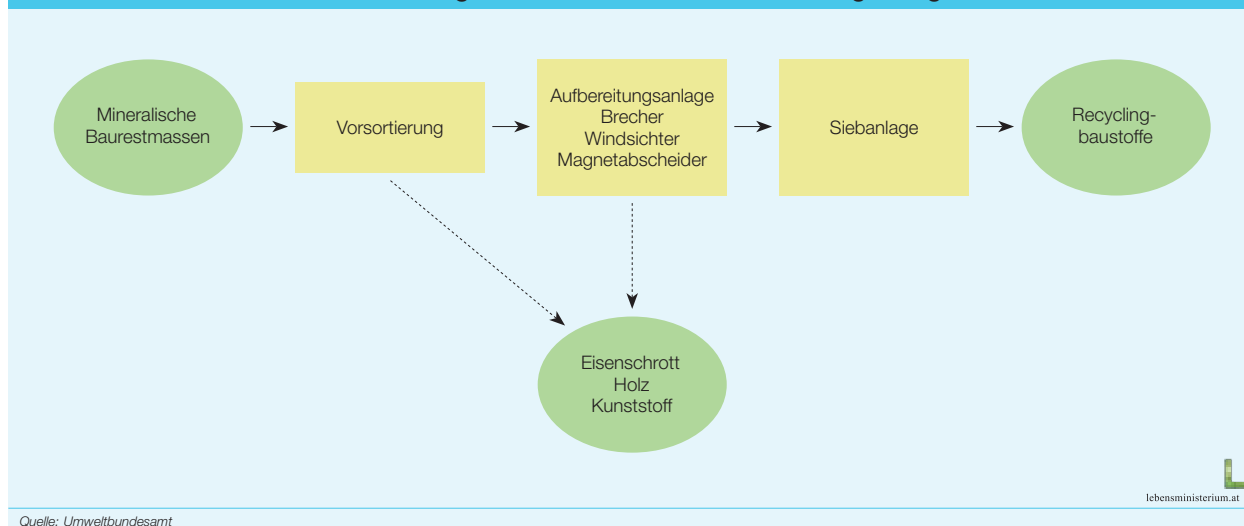 Mineralische
Baurestmassen
Vorsortierung
Aufbereitungsanlage
Brecher
Windsichter
Magnetabscheider
Siebanlage
Recycling-
baustoffe
Eisenschrott
Holz
Kunststoff
lebensministerium.at
Quelle: Umweltbundesamt